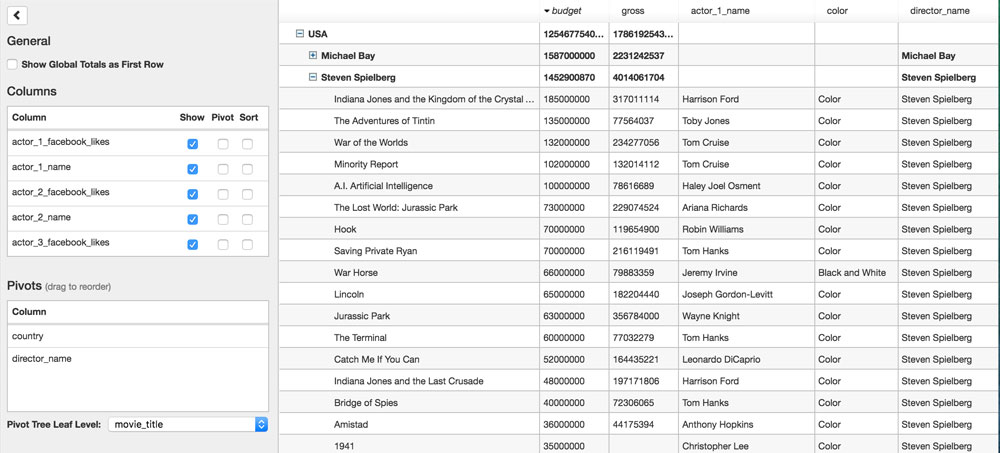 General
Show Global Totals as First Row
Columns
Column Show Pivot Sort
actor_1_facebook_likes
actor_1_name
actor_2_facebook_likes
actor_2_name
actor_3_facebook_likes
Pivots (drag to reorder)
Column
country
director_name
Pivot Tree Leaf Level: movie_title
budget gross actor_1_name color director_name
USA 1254677540... 1786192543...
Michael Bay 1587000000 2231242537 Michael Bay
Steven Spielberg 1452900870 4014061704 Steven Spielberg
Indiana Jones and the Kingdom of the Crystal ... 185000000 317011114 Harrison Ford Color Steven Spielberg
The Adventures of Tintin 135000000 77564037 Toby Jones Color Steven Spielberg
War of the Worlds 132000000 234277056 Tom Cruise Color Steven Spielberg
Minority Report 102000000 132014112 Tom Cruise Color Steven Spielberg
A.I. Artificial Intelligence 100000000 78616689 Haley Joel Osment Color Steven Spielberg
The Lost World: Jurassic Park 73000000 229074524 Ariana Richards Color Steven Spielberg
Hook 70000000 119654900 Robin Williams Color Steven Spielberg
Saving Private Ryan 70000000 216119491 Tom Hanks Color Steven Spielberg
War Horse 66000000 79883359 Jeremy Irvine Black and White Steven Spielberg
Lincoln 65000000 182204440 Joseph Gordon-Levitt Color Steven Spielberg
Jurassic Park 63000000 356784000 Wayne Knight Color Steven Spielberg
The Terminal 60000000 77032279 Tom Hanks Color Steven Spielberg
Catch Me If You Can 52000000 164435221 Leonardo DiCaprio Color Steven Spielberg
Indiana Jones and the Last Crusade 48000000 197171806 Harrison Ford Color Steven Spielberg
Bridge of Spies 40000000 72306065 Tom Hanks Color Steven Spielberg
Amistad 36000000 44175394 Anthony Hopkins Color Steven Spielberg
1941 35000000 Christopher Lee Color Steven Spielberg